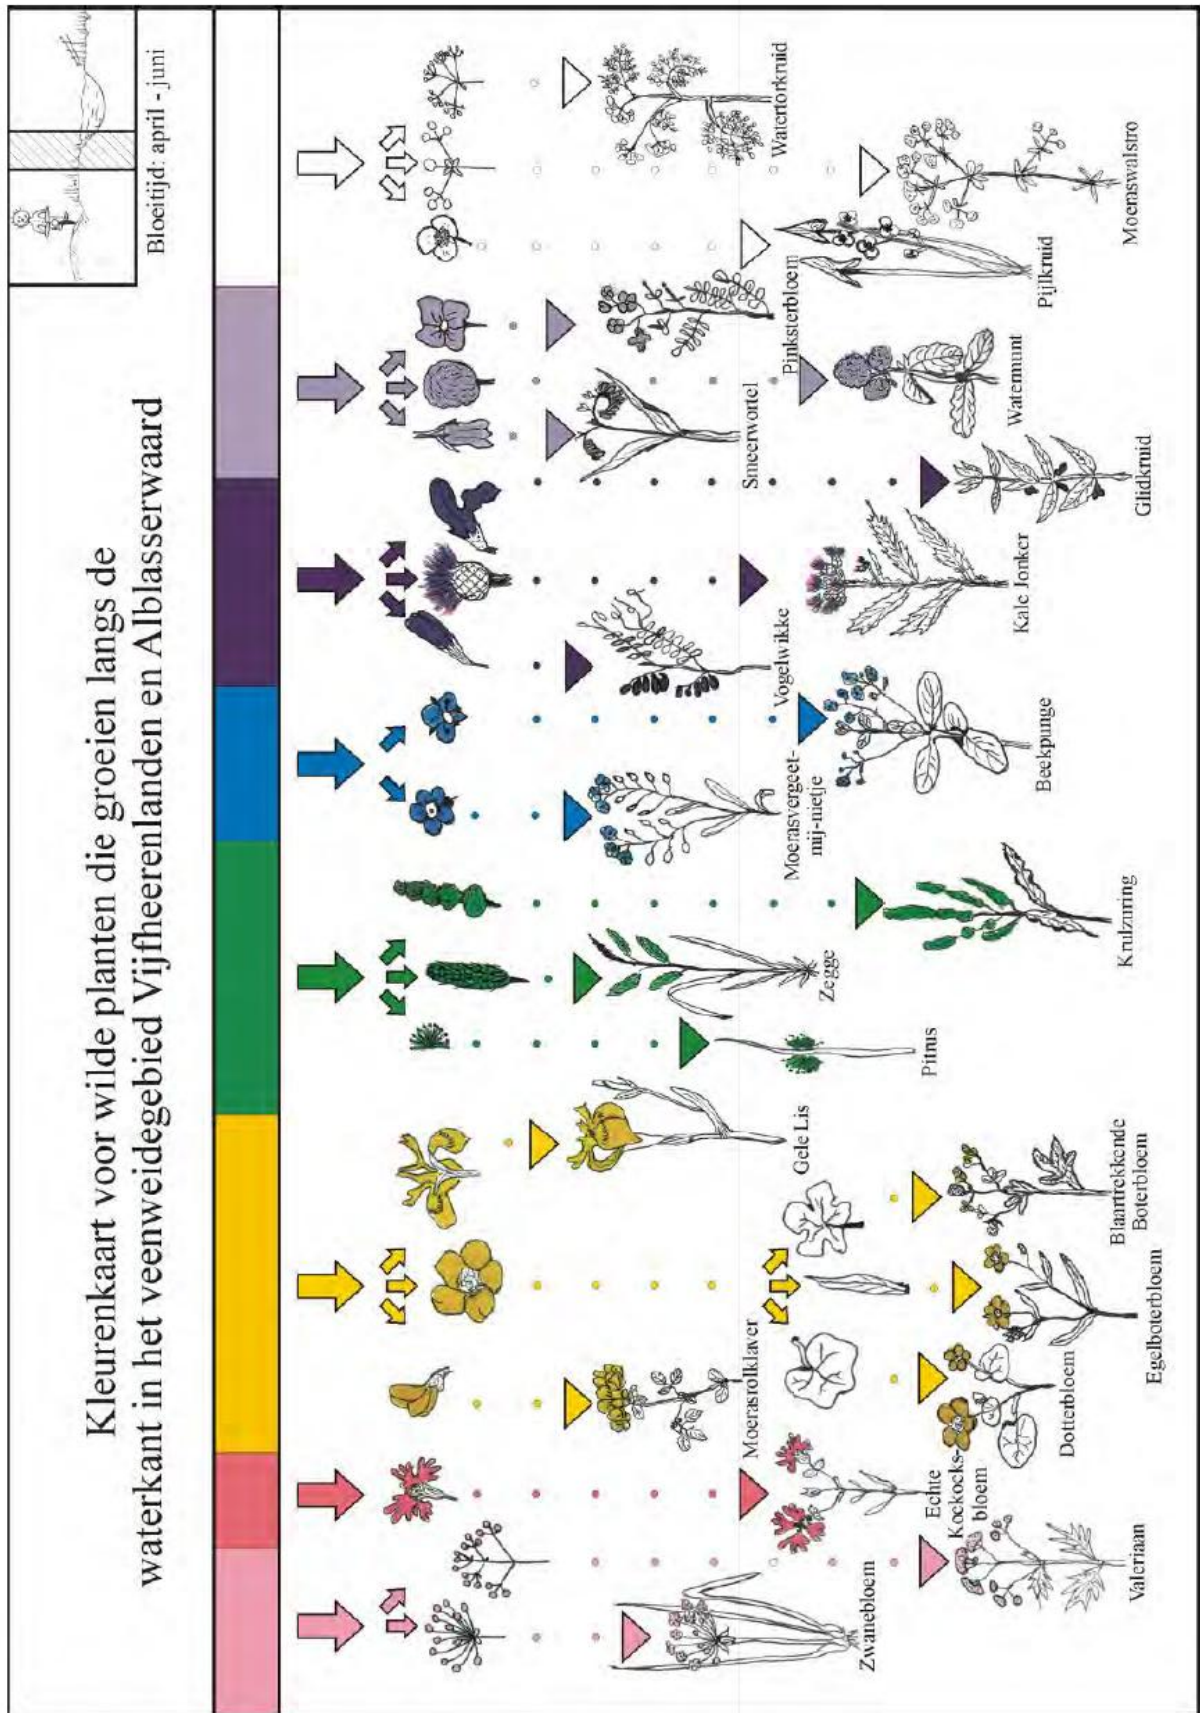 Kleurenkaart voor wilde planten die groeien langs de
waterkant in het veenweidegebied Vijfheerenlanden en Alblasserwaard
Bloeitijd: april - juni
Zwanebloem
Valeriaan
Echte
Kockocks-
bloem
Moerasrolklaver
Dotterbloem
Egelboterbloem
Blaartrekkende
Boterbloem
Gele Lis
Pitrus
Zegge
Krulzuring
Moerasvergeet-
mij-nietje
Beekpunge
Vogelwikke
Kale Jonker
Glidkruid
Smeerwortel
Watermunt
Pinksterbloem
Pijlkruid
Moemswalstro
Watertorkruid